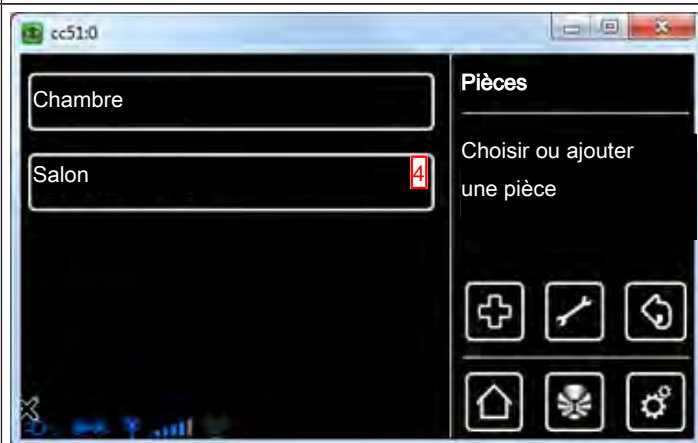 cc51:0
Chambre
Salon
4
Pièces
Choisir ou ajouter
une pièce